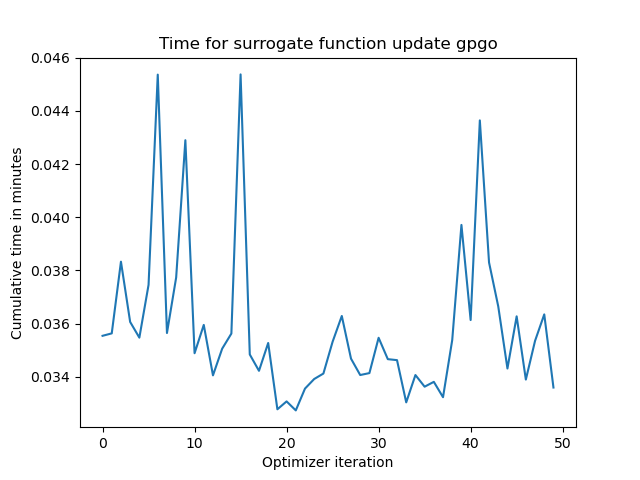 Time for surrogate function update gpgo
Cumulative time in minutes
0.046
0.044
0.042
0.040
0.038
0.036
0.034
0 10 20 30 40 50
Optimizer iteration